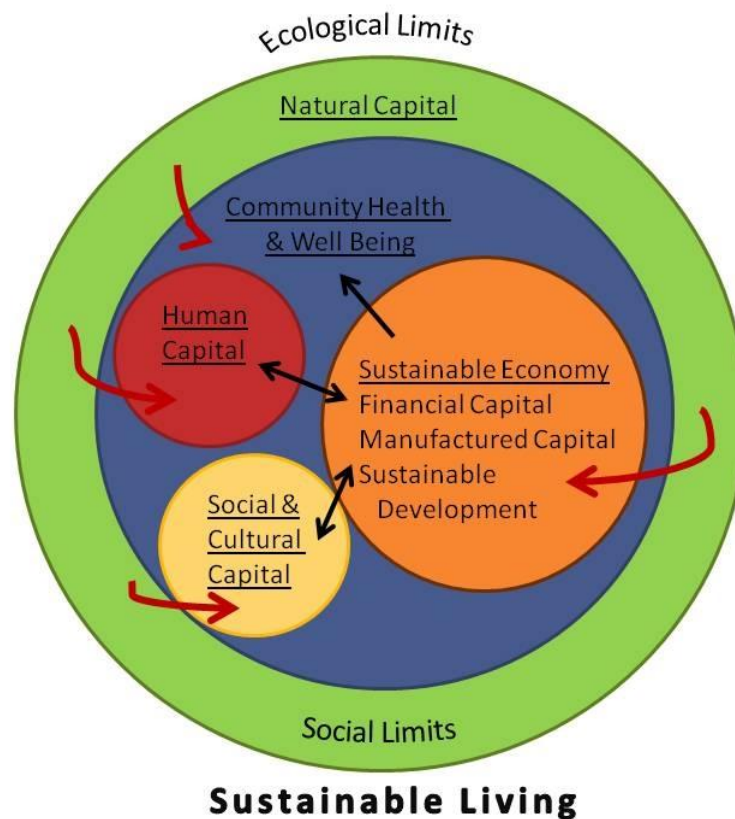 Ecological Limits
Natural Capital
Community Health
& Well Being
Human
Capital
Sustainable Economy
Financial Capital
Manufactured Capital
Sustainable
Development
Social &
Cultural
Capital
Social Limits
Sustainable Living